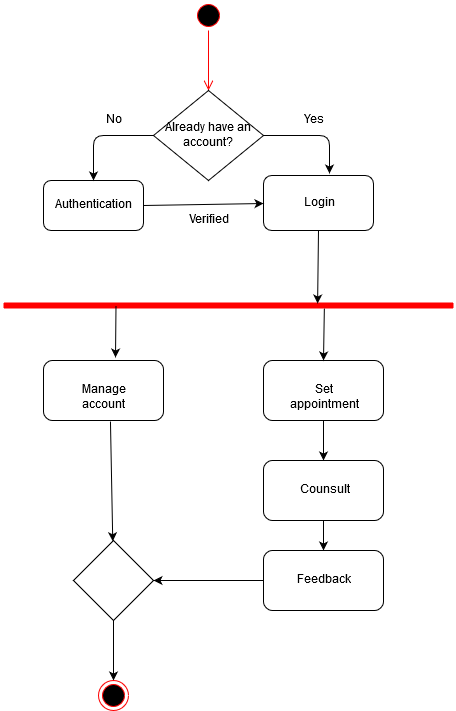 Already have an
account?
No
Yes
Authentication
Verified
Login
Manage
account
Set
appointment
Counsult
Feedback